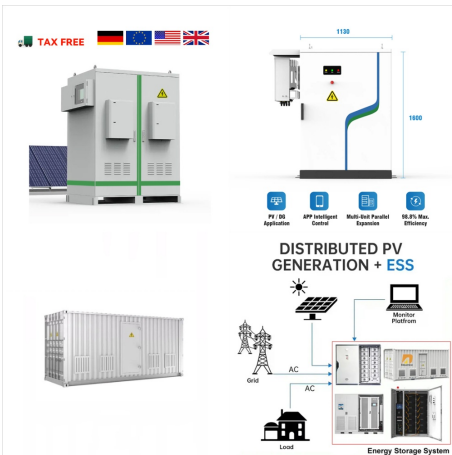 TAX FREE
1130
1600
PV / DG
Application
APP Intelligent
Control
Multi-Unit Parallel
Expansion
98.8% Max.
Efficiency
DISTRIBUTED PV
GENERATION + ESS
Monitor
Platfrom
Grid
AC
AC
Load
Energy Storage System